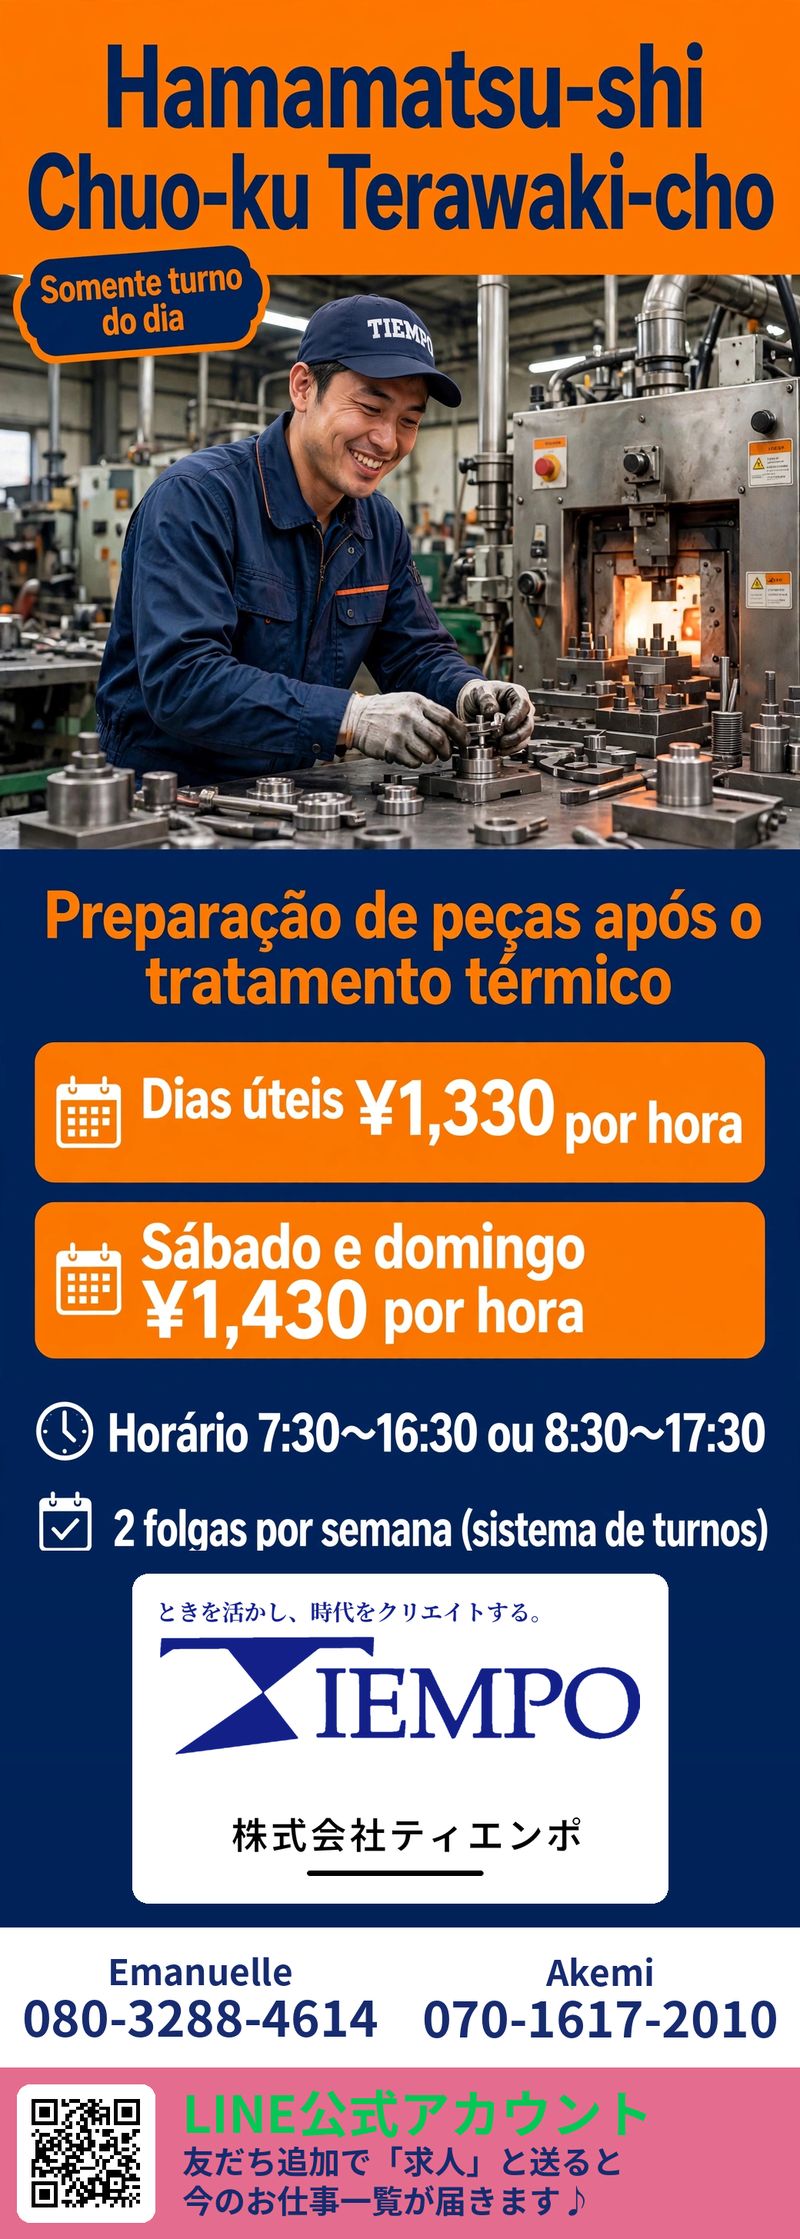 Hamamatsu-shi
Chuo-ku Terawaki-cho
Somente turno
do dia
TIEMPO
Preparação de peças após o
tratamento térmico
Dias úteis ¥1,330 por hora
Sábado e domingo
¥1,430 por hora
Horário 7:30～16:30 ou 8:30～17:30
2 folgas por semana (sistema de turnos)
ときを活かし、時代をクリエイトする。
TIEMPO
株式会社ティエンポ
Emanuelle
080-3288-4614
Akemi
070-1617-2010
LINE公式アカウント
友だち追加で「求人」と送ると
今のお仕事一覧が届きます♪